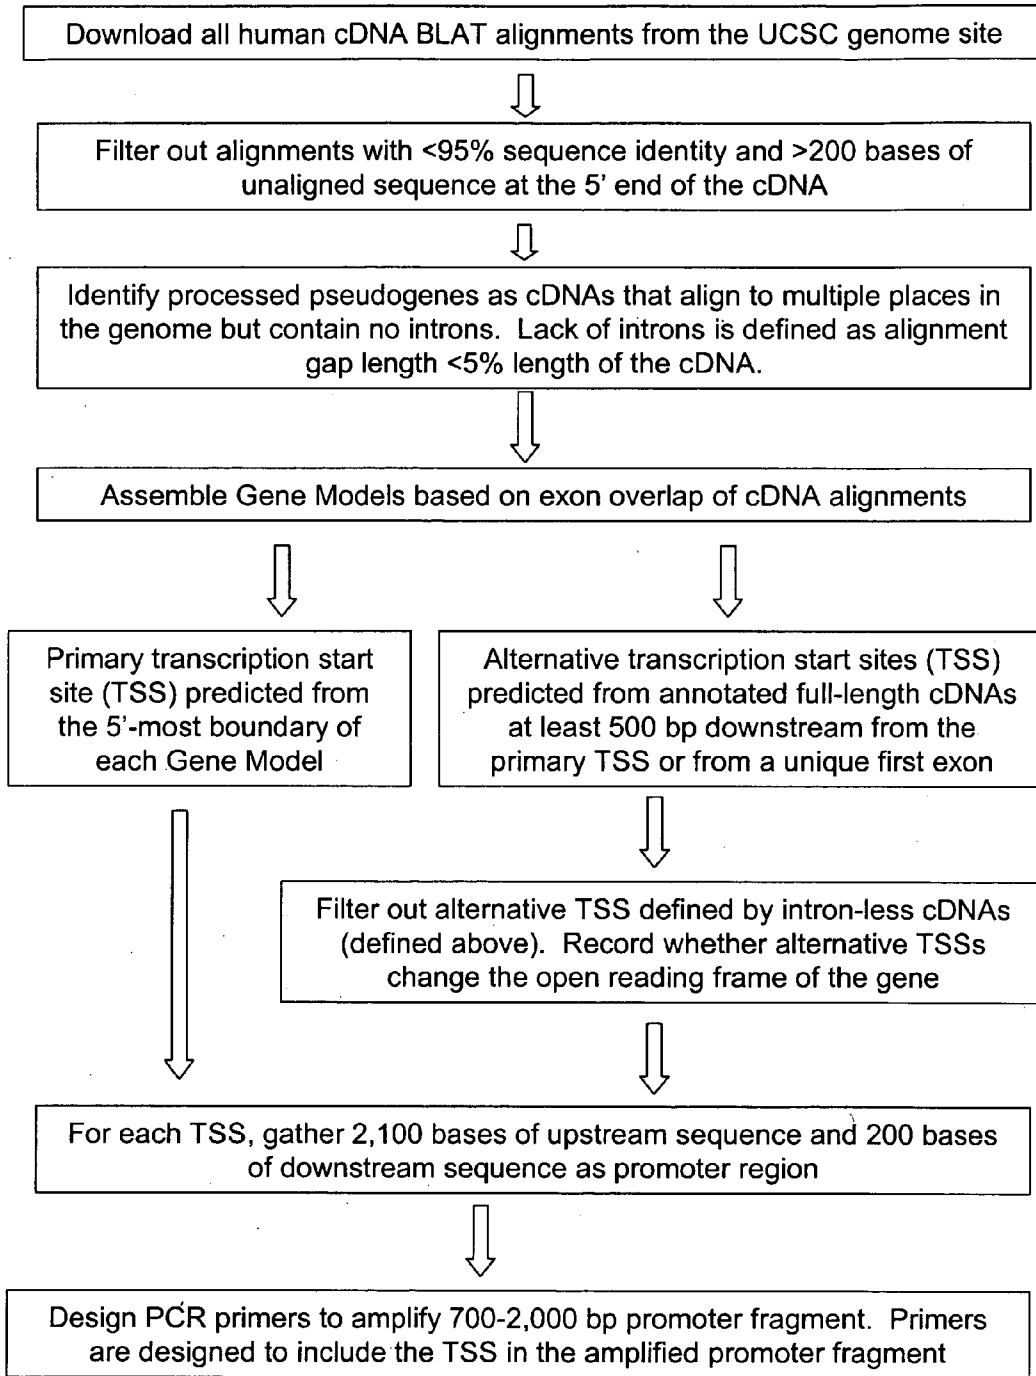 Download all human cDNA BLAT alignments from the UCSC genome site
Filter out alignments with <95% sequence identity and >200 bases of
unaligned sequence at the 5' end of the cDNA
Identify processed pseudogenes as cDNAs that align to multiple places in
the genome but contain no introns.  Lack of introns is defined as alignment
gap length <5% length of the cDNA.
Assemble Gene Models based on exon overlap of cDNA alignments
Primary transcription start
site (TSS) predicted from
the 5'-most boundary of
each Gene Model
Alternative transcription start sites (TSS)
predicted from annotated full-length cDNAs
at least 500 bp downstream from the
primary TSS or from a unique first exon
Filter out alternative TSS defined by intron-less cDNAs
(defined above).  Record whether alternative TSSs
change the open reading frame of the gene
For each TSS, gather 2,100 bases of upstream sequence and 200 bases
of downstream sequence as promoter region
Design PCR primers to amplify 700-2,000 bp promoter fragment.  Primers
are designed to include the TSS in the amplified promoter fragment